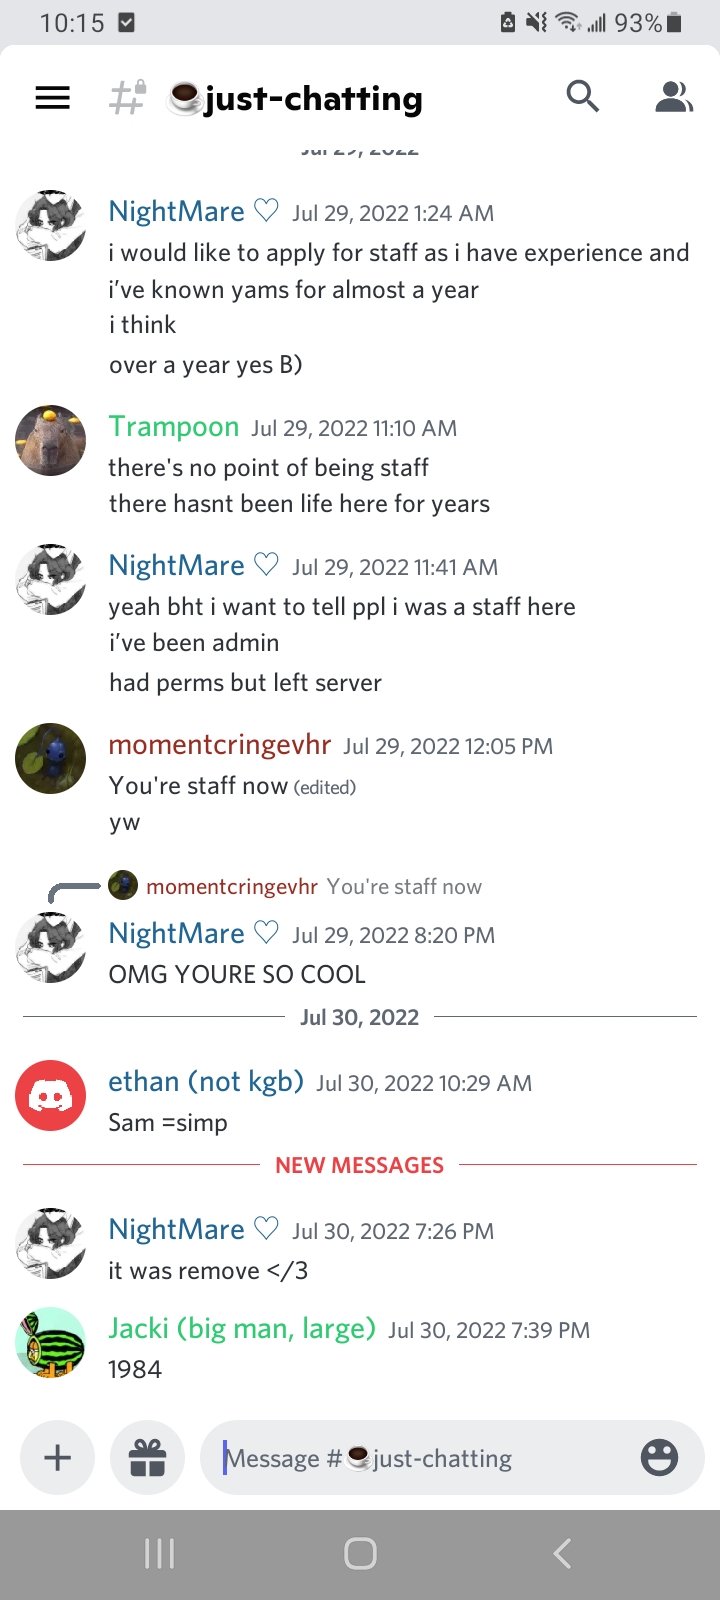 10:15
93%
just-chatting
Jul 29, 2022
NightMare ♡ Jul 29, 2022 1:24 AM
i would like to apply for staff as i have experience and
i've known yams for almost a year
i think
over a year yes B)
Trampoon Jul 29, 2022 11:10 AM
there's no point of being staff
there hasnt been life here for years
NightMare ♡ Jul 29, 2022 11:41 AM
yeah bht i want to tell ppl i was a staff here
i've been admin
had perms but left server
momentcringevhr Jul 29, 2022 12:05 PM
You're staff now (edited)
yw
momentcringevhr You're staff now
NightMare ♡ Jul 29, 2022 8:20 PM
OMG YOURE SO COOL
Jul 30, 2022
ethan (not kgb) Jul 30, 2022 10:29 AM
Sam =simp
NEW MESSAGES
NightMare ♡ Jul 30, 2022 7:26 PM
it was remove </3
Jacki (big man, large) Jul 30, 2022 7:39 PM
1984
Message #☕just-chatting